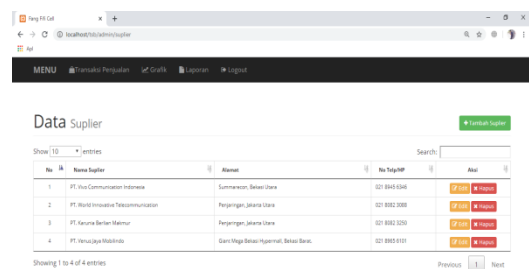 Fang Fill Cell
localhost/tsb/admin/suplier
Apl
MENU Transaksi Penjualan Grafik Laporan Logout
Data Suplier
Tambah Suplier
Show 10 entries
Search:
No Nama Suplier Alamat No Telp/HP Aksi
1 PT. Vivo Communication Indonesia Summarecon, Bekasi Utara 021 8945 6346 Edit Hapus
2 PT. World Innovative Telecommunication Penjaringan, Jakarta Utara 021 8082 3088 Edit Hapus
3 PT. Karunia Berlian Makmur Penjaringan, Jakarta Utara 021 8082 3250 Edit Hapus
4 PT. Venus Jaya Mobilindo Giant Mega Bekasi Hypermall, Bekasi Barat. 021 8965 6101 Edit Hapus
Showing 1 to 4 of 4 entries
Previous 1 Next